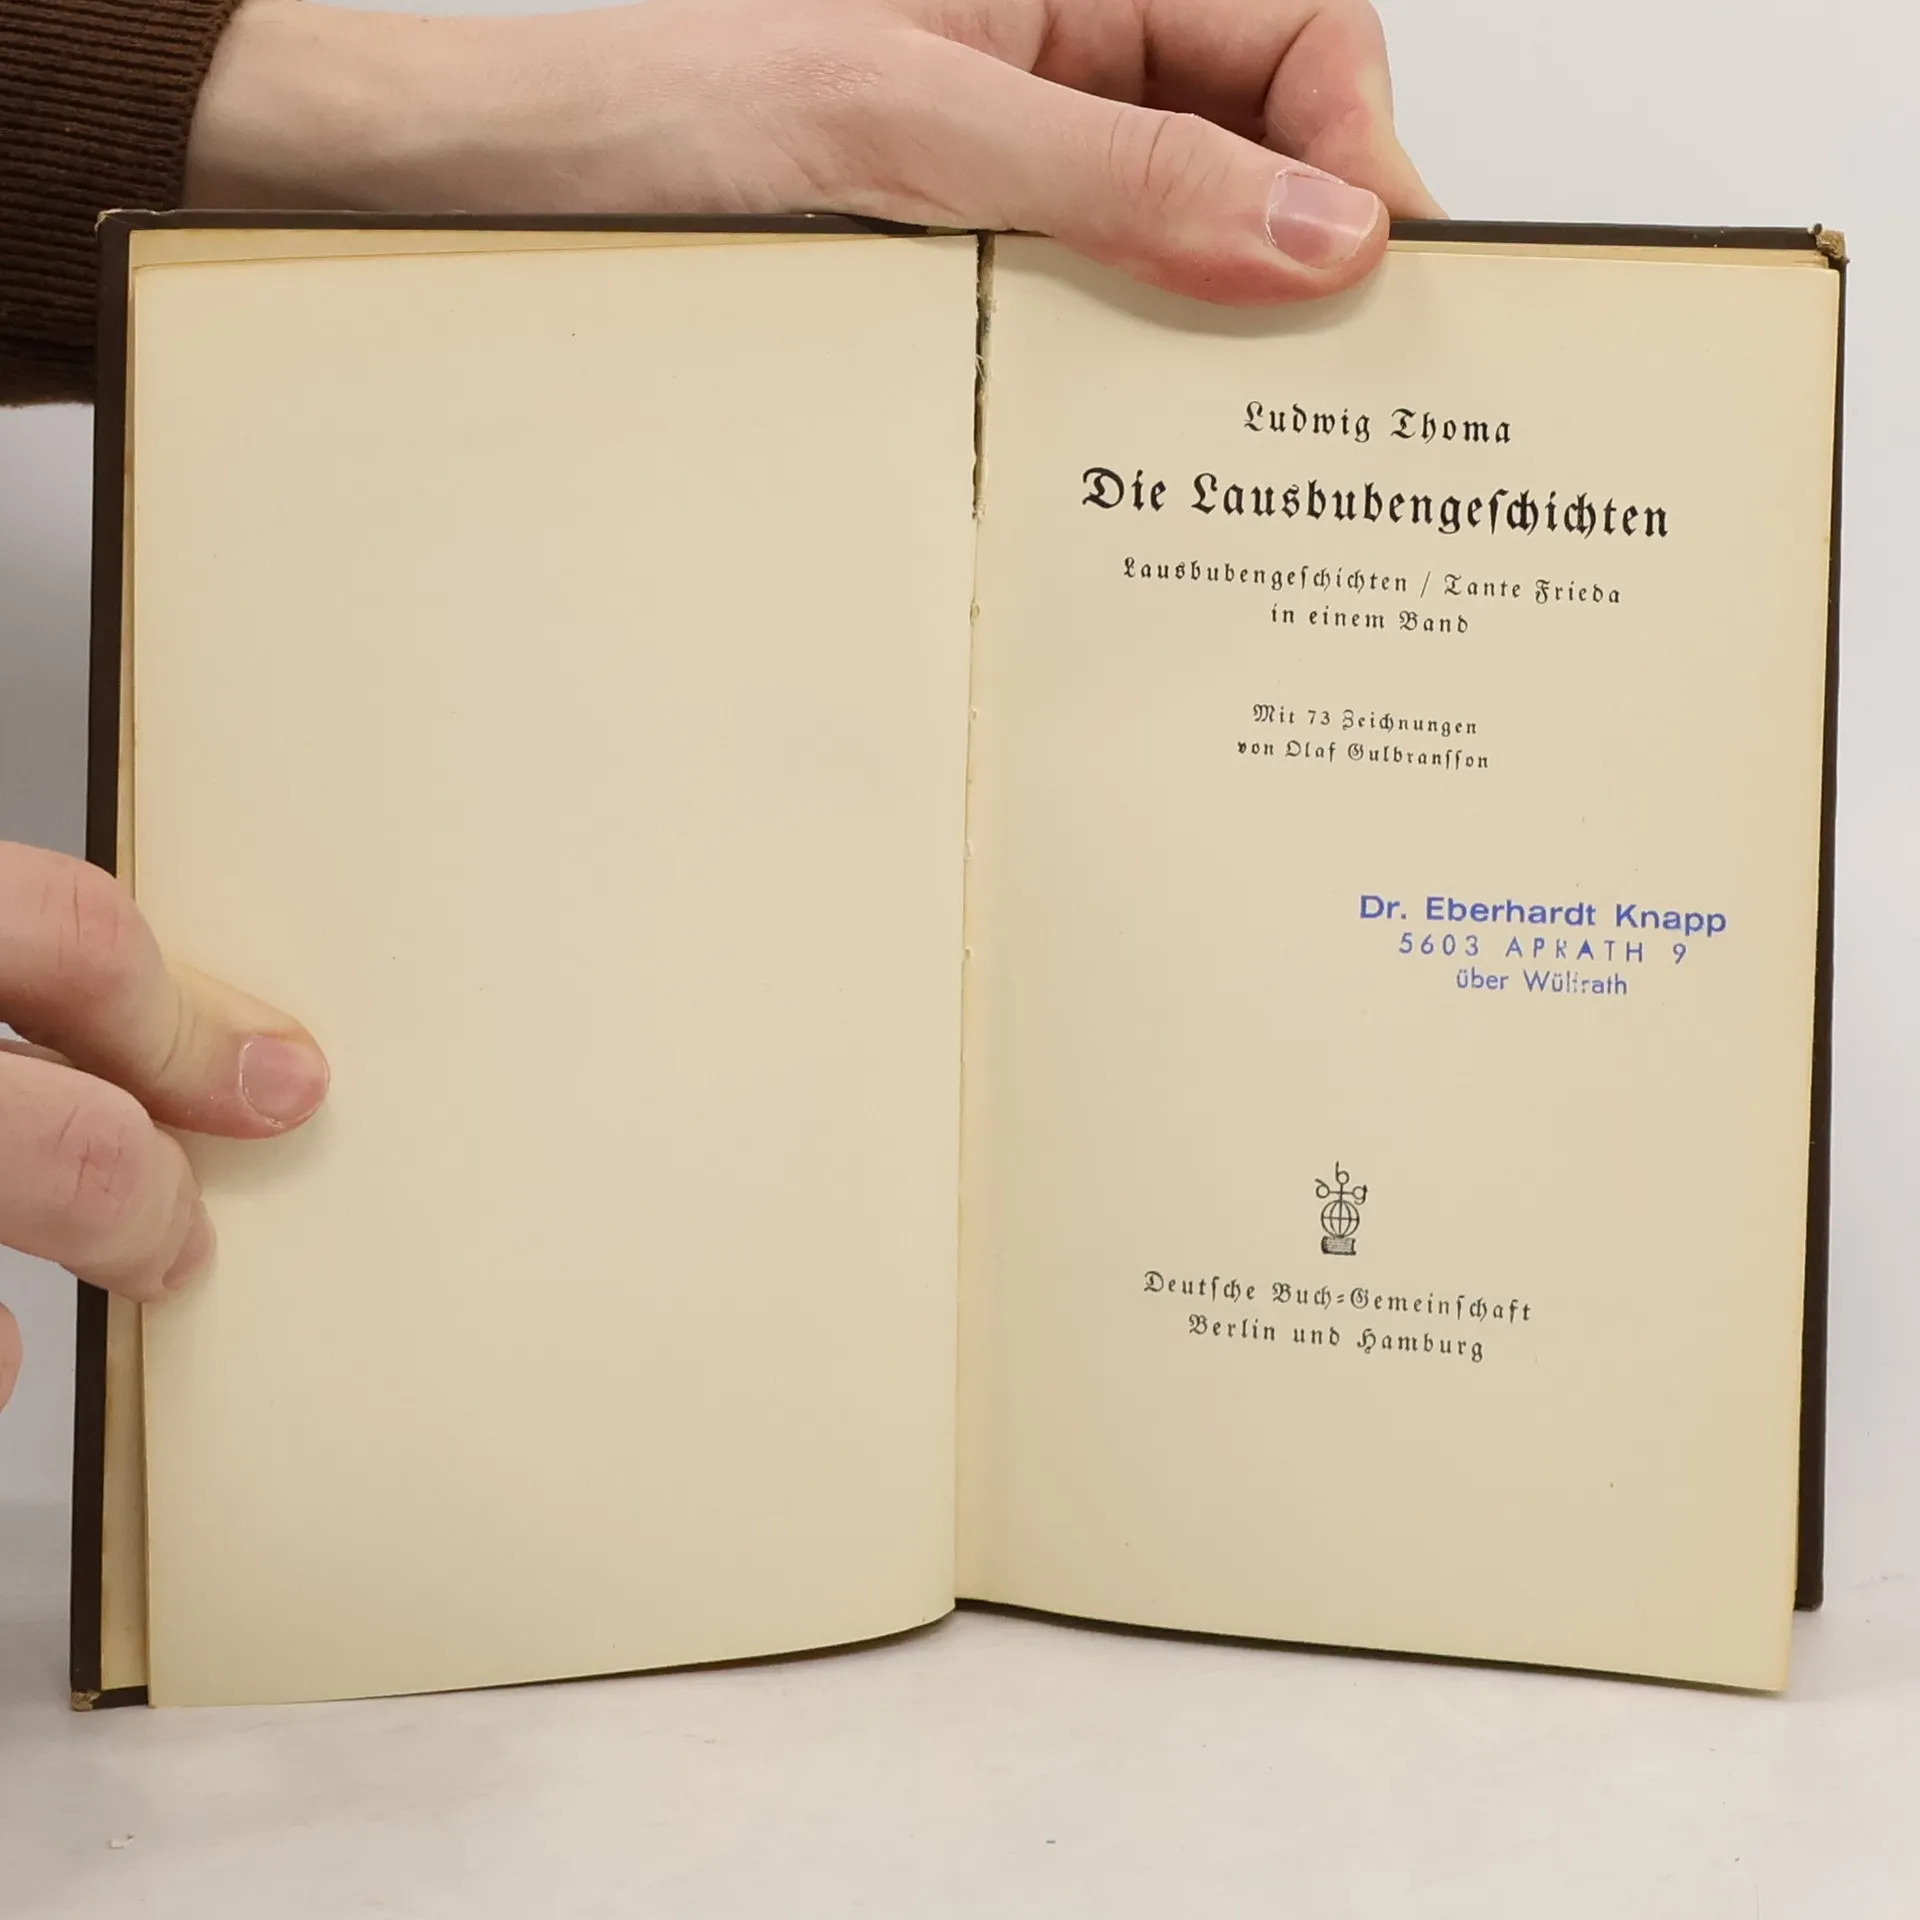 Ludwig Thoma
Die Lausbubengeſchichten
Lausbubengeſchichten / Tante Frieda
in einem Band
Mit 73 Zeichnungen
von Olaf Gulbranſſon
Dr. Eberhardt Knapp
5603 APRATH 9
über Wülfrath
dbg
Deutſche Buch-Gemeinſchaft
Berlin und Hamburg